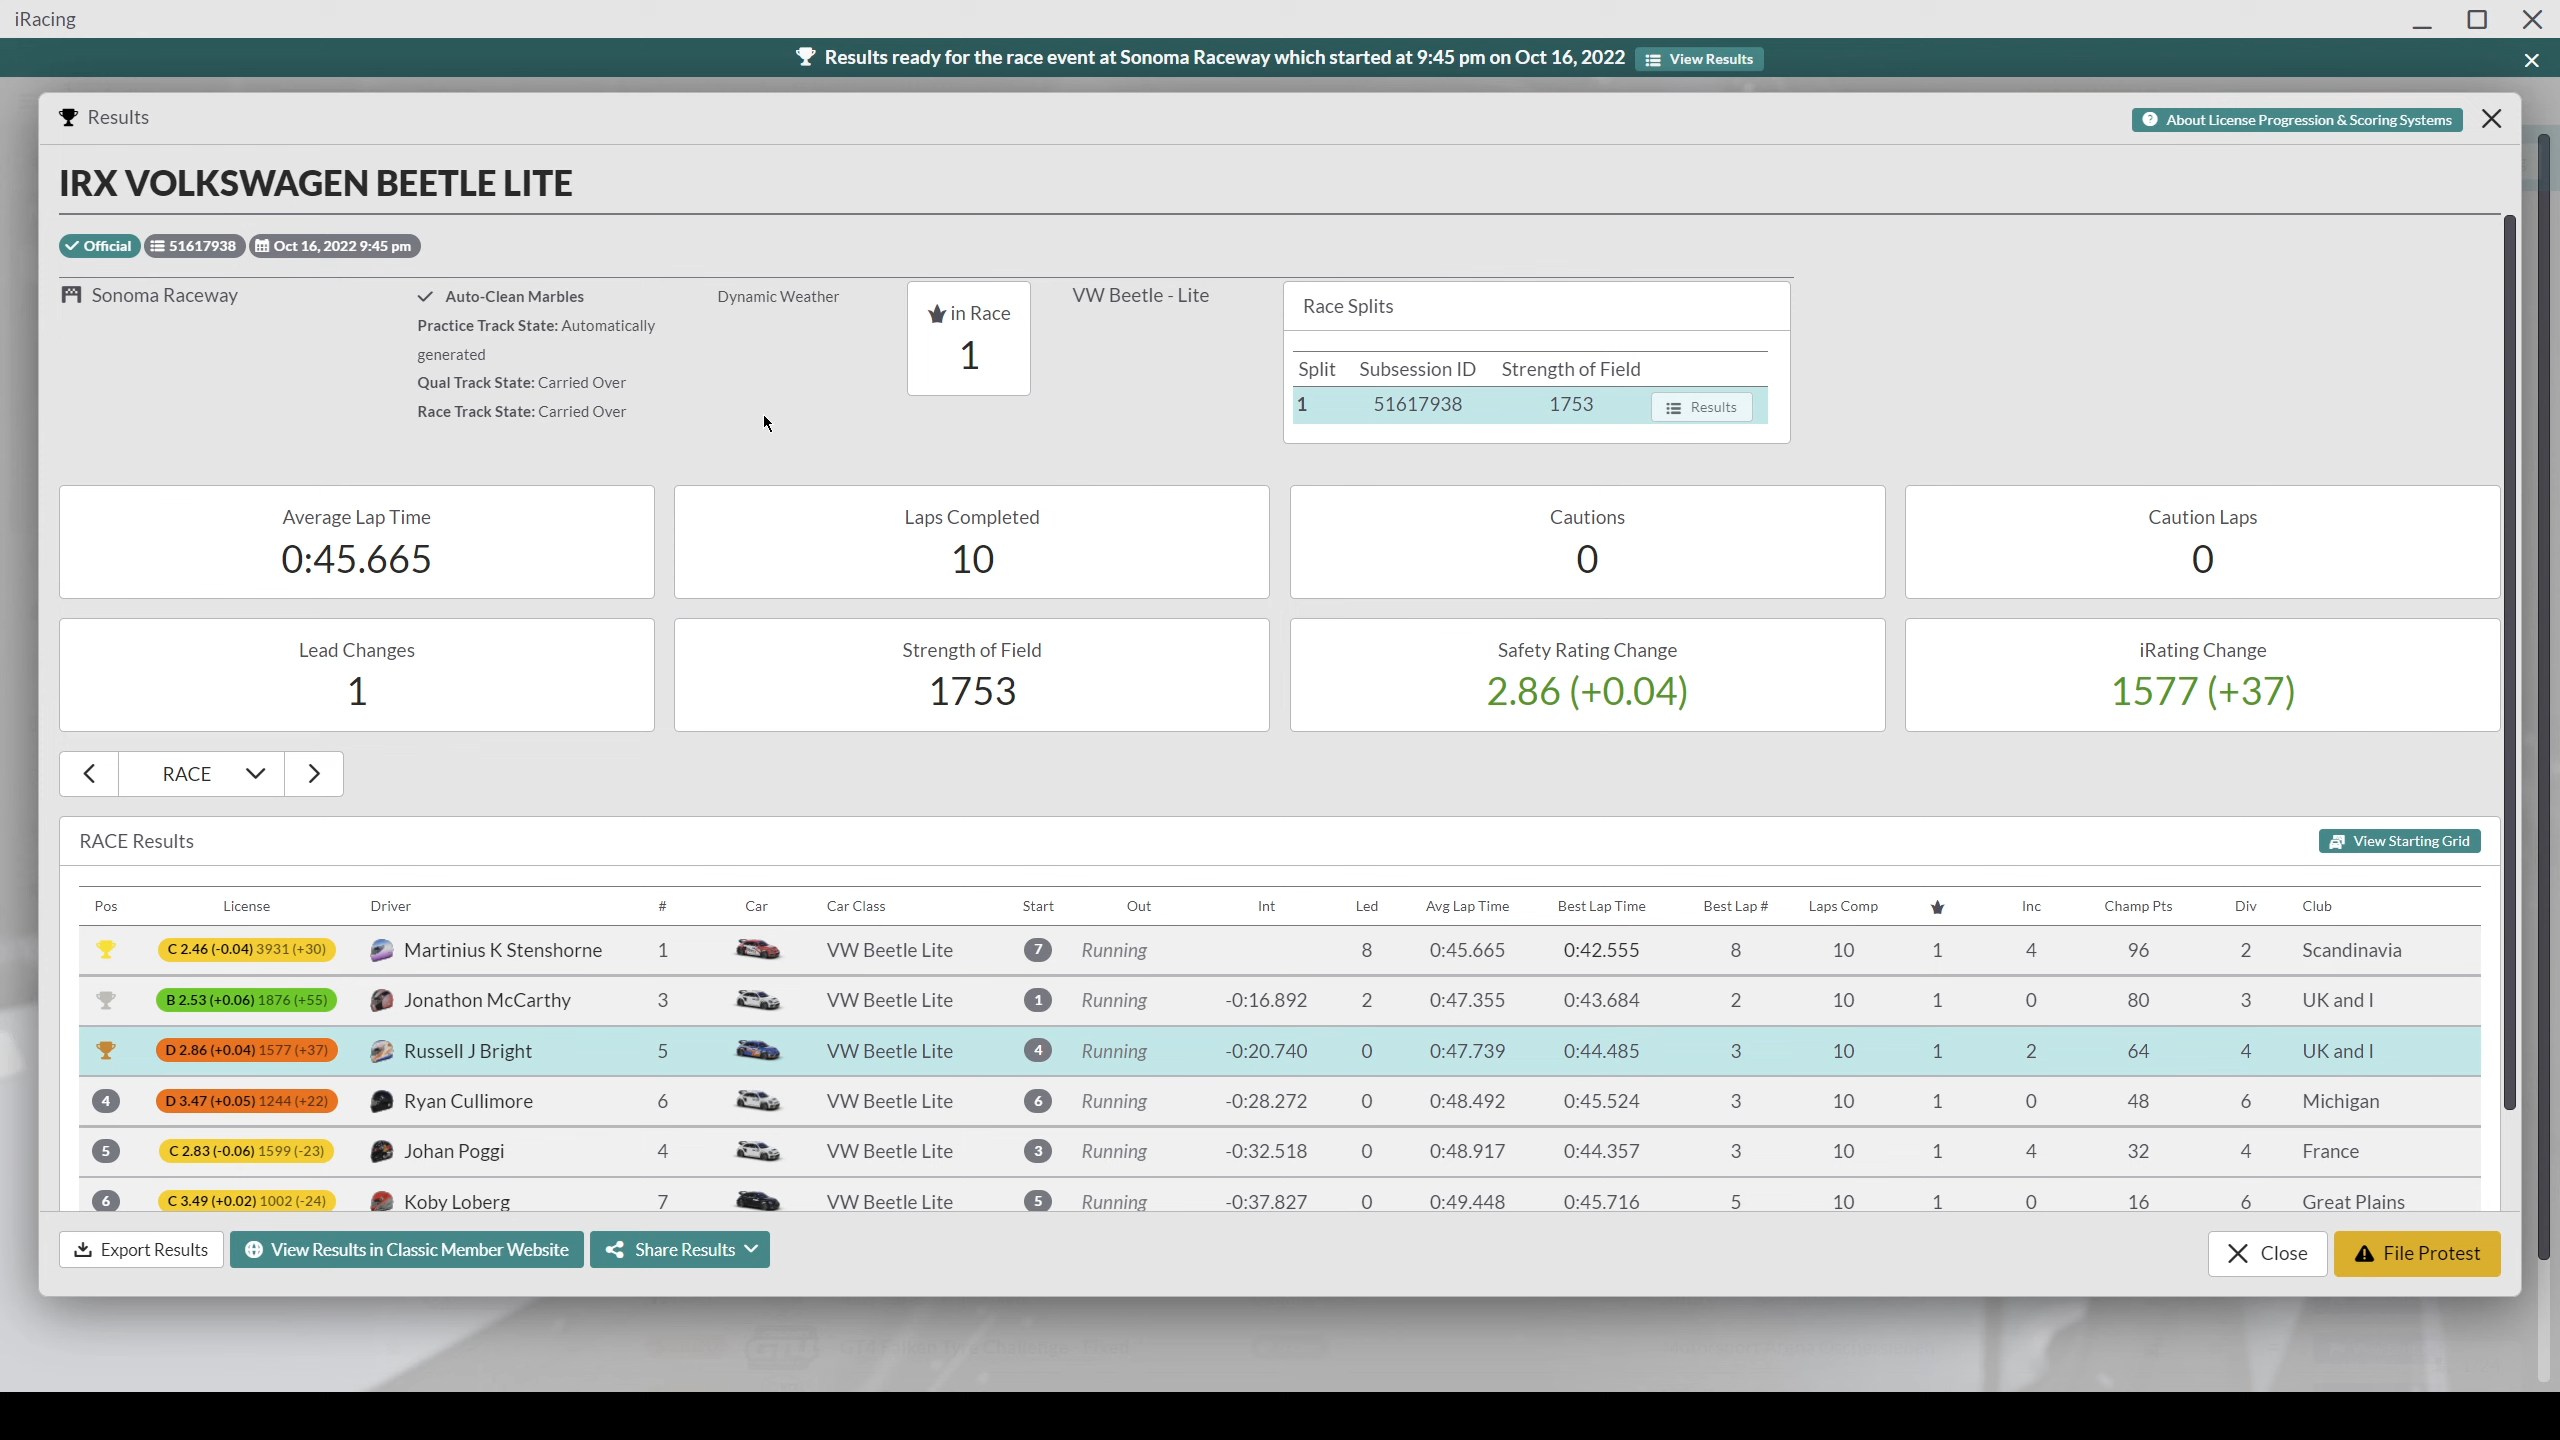 iRacing
Results ready for the race event at Sonoma Raceway which started at 9:45 pm on Oct 16, 2022 View Results
Results
About License Progression & Scoring Systems
IRX VOLKSWAGEN BEETLE LITE
Official 51617938 Oct 16, 2022 9:45 pm
Sonoma Raceway
Auto-Clean Marbles
Practice Track State: Automatically
generated
Qual Track State: Carried Over
Race Track State: Carried Over
Dynamic Weather
in Race
1
VW Beetle - Lite
Race Splits
Split Subsession ID Strength of Field
1 51617938 1753 Results
Average Lap Time
0:45.665
Laps Completed
10
Cautions
0
Caution Laps
0
Lead Changes
1
Strength of Field
1753
Safety Rating Change
2.86 (+0.04)
iRating Change
1577 (+37)
RACE
RACE Results
View Starting Grid
Pos License Driver # Car Car Class Start Out Int Led Avg Lap Time Best Lap Time Best Lap # Laps Comp Inc Champ Pts Div Club
C 2.46 (-0.04) 3931 (+30) Martinius K Stenshorne 1 VW Beetle Lite 7 Running 8 0:45.665 0:42.555 8 10 1 4 96 2 Scandinavia
B 2.53 (+0.06) 1876 (+55) Jonathon McCarthy 3 VW Beetle Lite 1 Running -0:16.892 2 0:47.355 0:43.684 2 10 1 0 80 3 UK and I
D 2.86 (+0.04) 1577 (+37) Russell J Bright 5 VW Beetle Lite 4 Running -0:20.740 0 0:47.739 0:44.485 3 10 1 2 64 4 UK and I
4 D 3.47 (+0.05) 1244 (+22) Ryan Cullimore 6 VW Beetle Lite 6 Running -0:28.272 0 0:48.492 0:45.524 3 10 1 0 48 6 Michigan
5 C 2.83 (-0.06) 1599 (-23) Johan Poggi 4 VW Beetle Lite 3 Running -0:32.518 0 0:48.917 0:44.357 3 10 1 4 32 4 France
6 C 3.49 (+0.02) 1002 (-24) Koby Loberg 7 VW Beetle Lite 5 Running -0:37.827 0 0:49.448 0:45.716 5 10 1 0 16 6 Great Plains
Export Results View Results in Classic Member Website Share Results Close File Protest